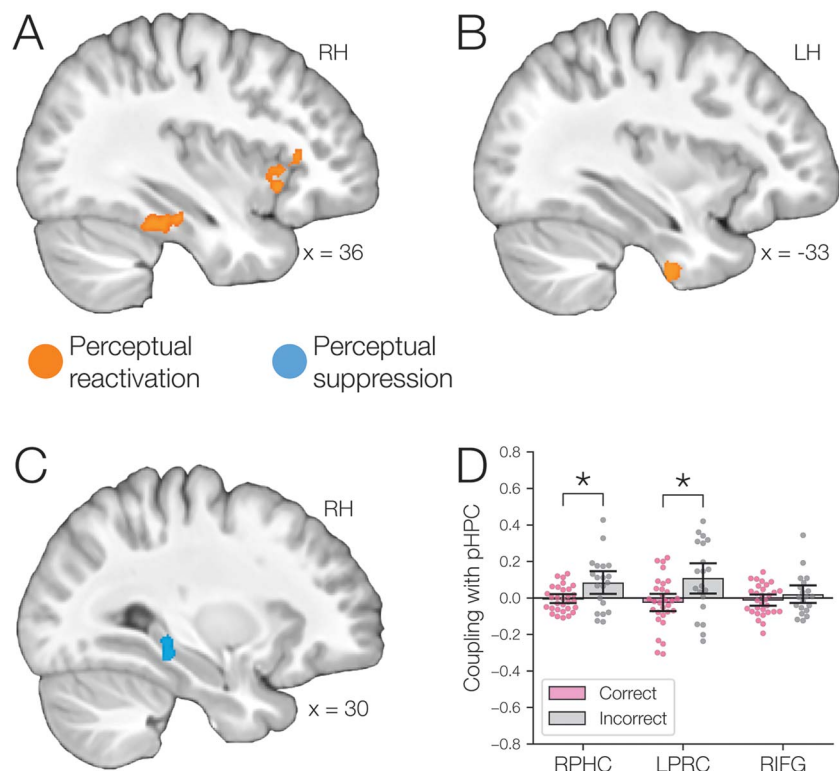 A
RH
x = 36
B
LH
x = -33
Perceptual
reactivation
Perceptual
suppression
C
RH
x = 30
D
Coupling with pHPC
0.8
0.6
0.4
0.2
0.0
−0.2
−0.4
−0.6
−0.8
*
*
Correct
Incorrect
RPHC
LPRC
RIFG